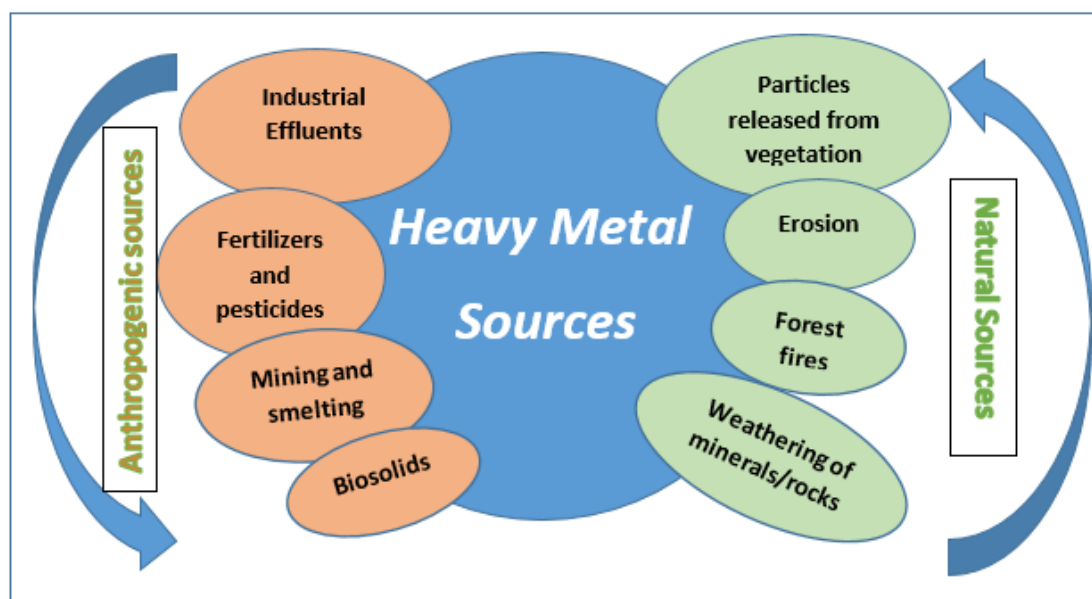 Industrial
Effluents
Fertilizers
and
pesticides
Mining and
smelting
Biosolids
Anthropogenic sources
Heavy Metal
Sources
Particles
released from
vegetation
Erosion
Forest
fires
Weathering of
minerals/rocks
Natural Sources